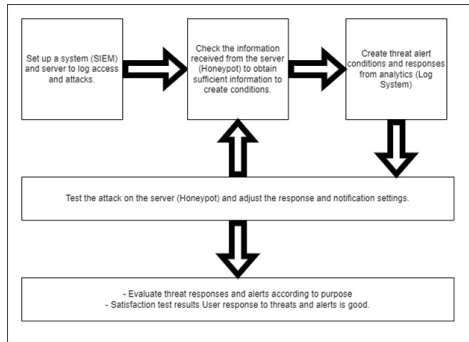 Set up a system (SIEM)
and server to log access
and attacks.
Check the information
received from the server
(Honeypot) to obtain
sufficient information to
create conditions.
Create threat alert
conditions and responses
from analytics (Log
System)
Test the attack on the server (Honeypot) and adjust the response and notification settings.
- Evaluate threat responses and alerts according to purpose
- Satisfaction test results User response to threats and alerts is good.